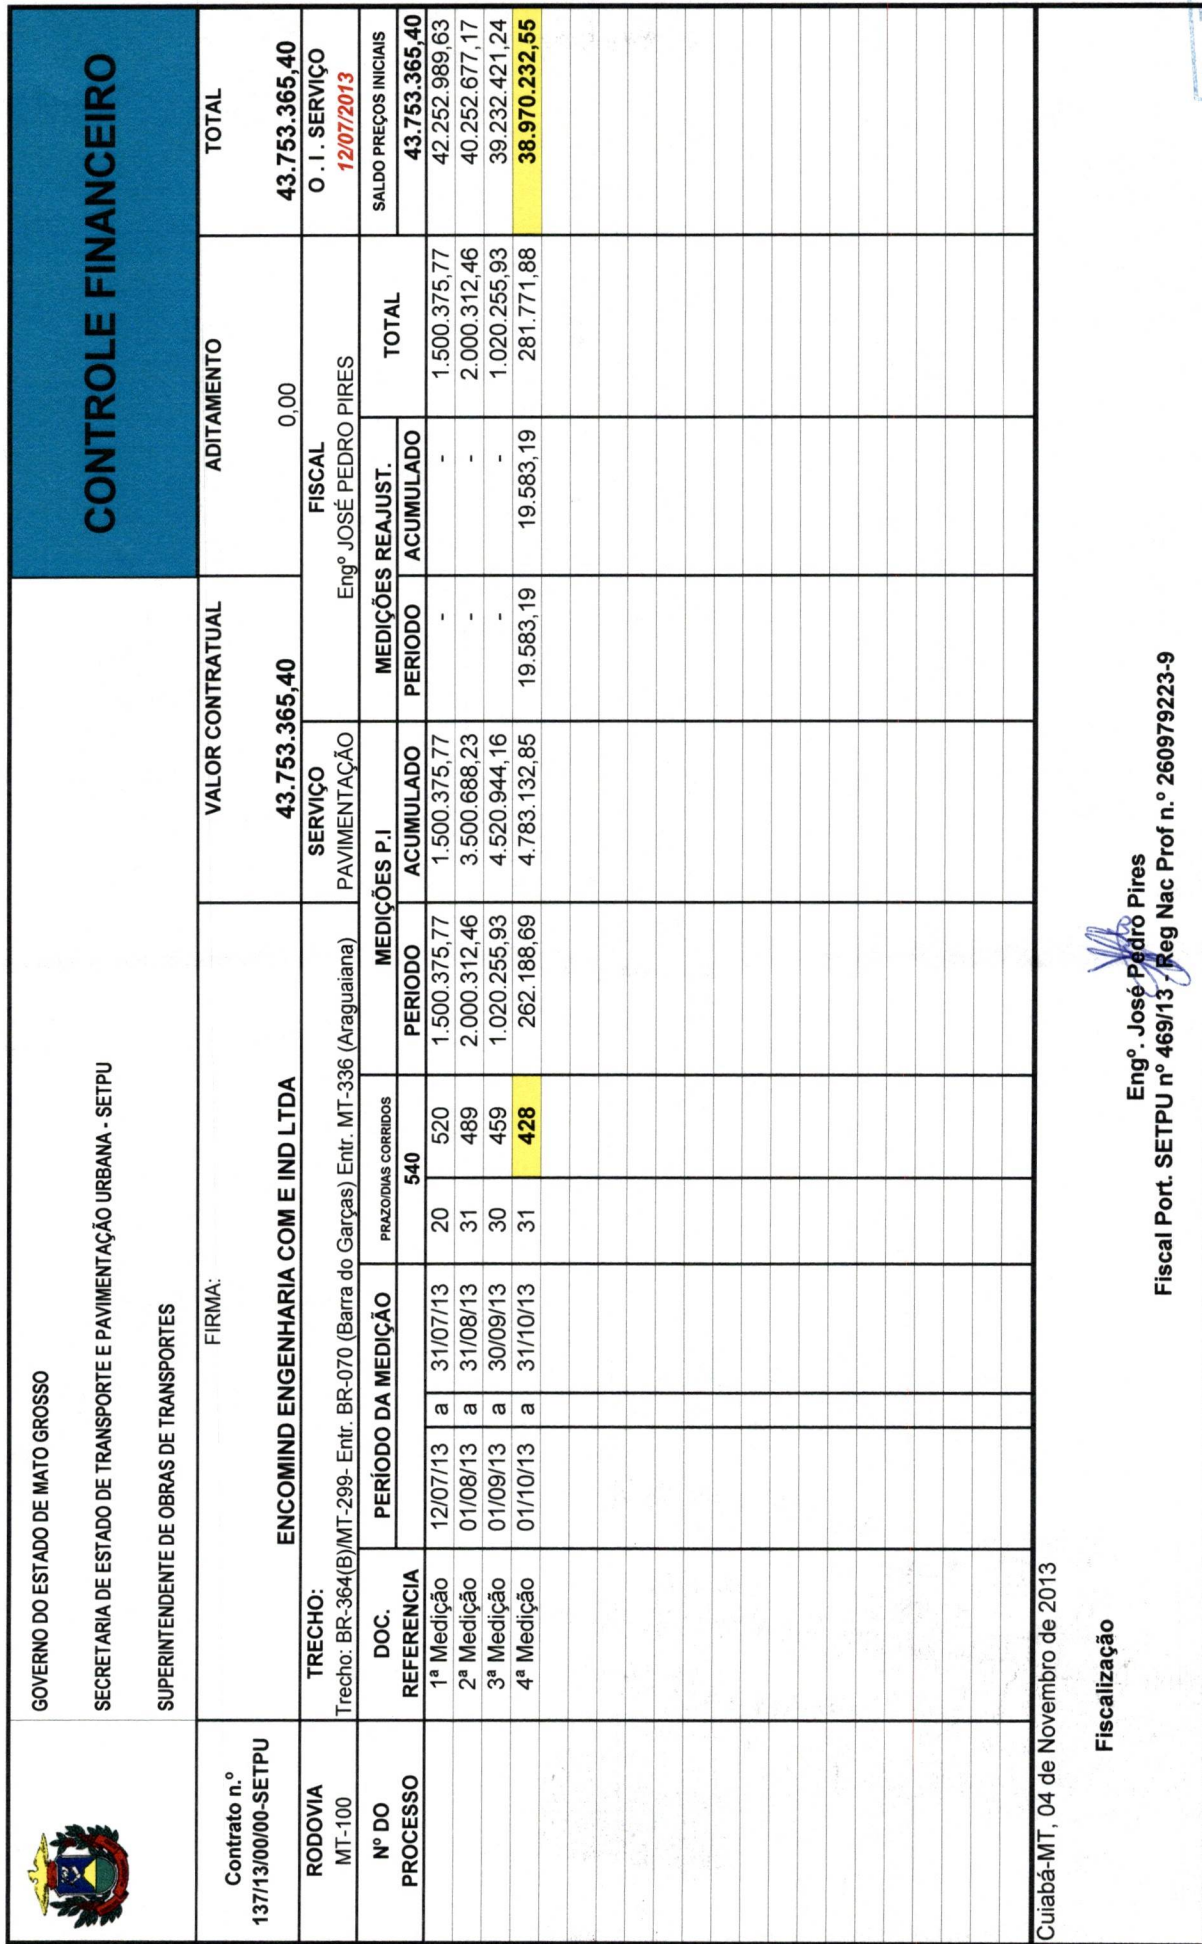 GOVERNO DO ESTADO DE MATO GROSSO
SECRETARIA DE ESTADO DE TRANSPORTE E PAVIMENTAÇÃO URBANA - SETPU
SUPERINTENDENTE DE OBRAS DE TRANSPORTES
CONTROLE FINANCEIRO
Contrato n.º
137/13/00/00-SETPU
FIRMA:
ENCOMIND ENGENHARIA COM E IND LTDA
VALOR CONTRATUAL
43.753.365,40
ADITAMENTO
0,00
TOTAL
43.753.365,40
RODOVIA
MT-100
TRECHO:
Trecho: BR-364(B)/MT-299- Entr. BR-070 (Barra do Garças) Entr. MT-336 (Araguaiana)
SERVIÇO
PAVIMENTAÇÃO
FISCAL
Engº JOSÉ PEDRO PIRES
O . I . SERVIÇO
12/07/2013
Nº DO PROCESSO
DOC. REFERENCIA
PERÍODO DA MEDIÇÃO
PRAZO/DIAS CORRIDOS
540
MEDIÇÕES P.I
PERIODO ACUMULADO
MEDIÇÕES REAJUST.
PERIODO ACUMULADO
TOTAL
SALDO PREÇOS INICIAIS
43.753.365,40
1ª Medição 12/07/13 a 31/07/13 20 520 1.500.375,77 1.500.375,77 - - 1.500.375,77 42.252.989,63
2ª Medição 01/08/13 a 31/08/13 31 489 2.000.312,46 3.500.688,23 - - 2.000.312,46 40.252.677,17
3ª Medição 01/09/13 a 30/09/13 30 459 1.020.255,93 4.520.944,16 - - 1.020.255,93 39.232.421,24
4ª Medição 01/10/13 a 31/10/13 31 428 262.188,69 4.783.132,85 19.583,19 19.583,19 281.771,88 38.970.232,55
Cuiabá-MT, 04 de Novembro de 2013
Fiscalização
Engº. José Pedro Pires
Fiscal Port. SETPU nº 469/13 - Reg Nac Prof n.º 260979223-9